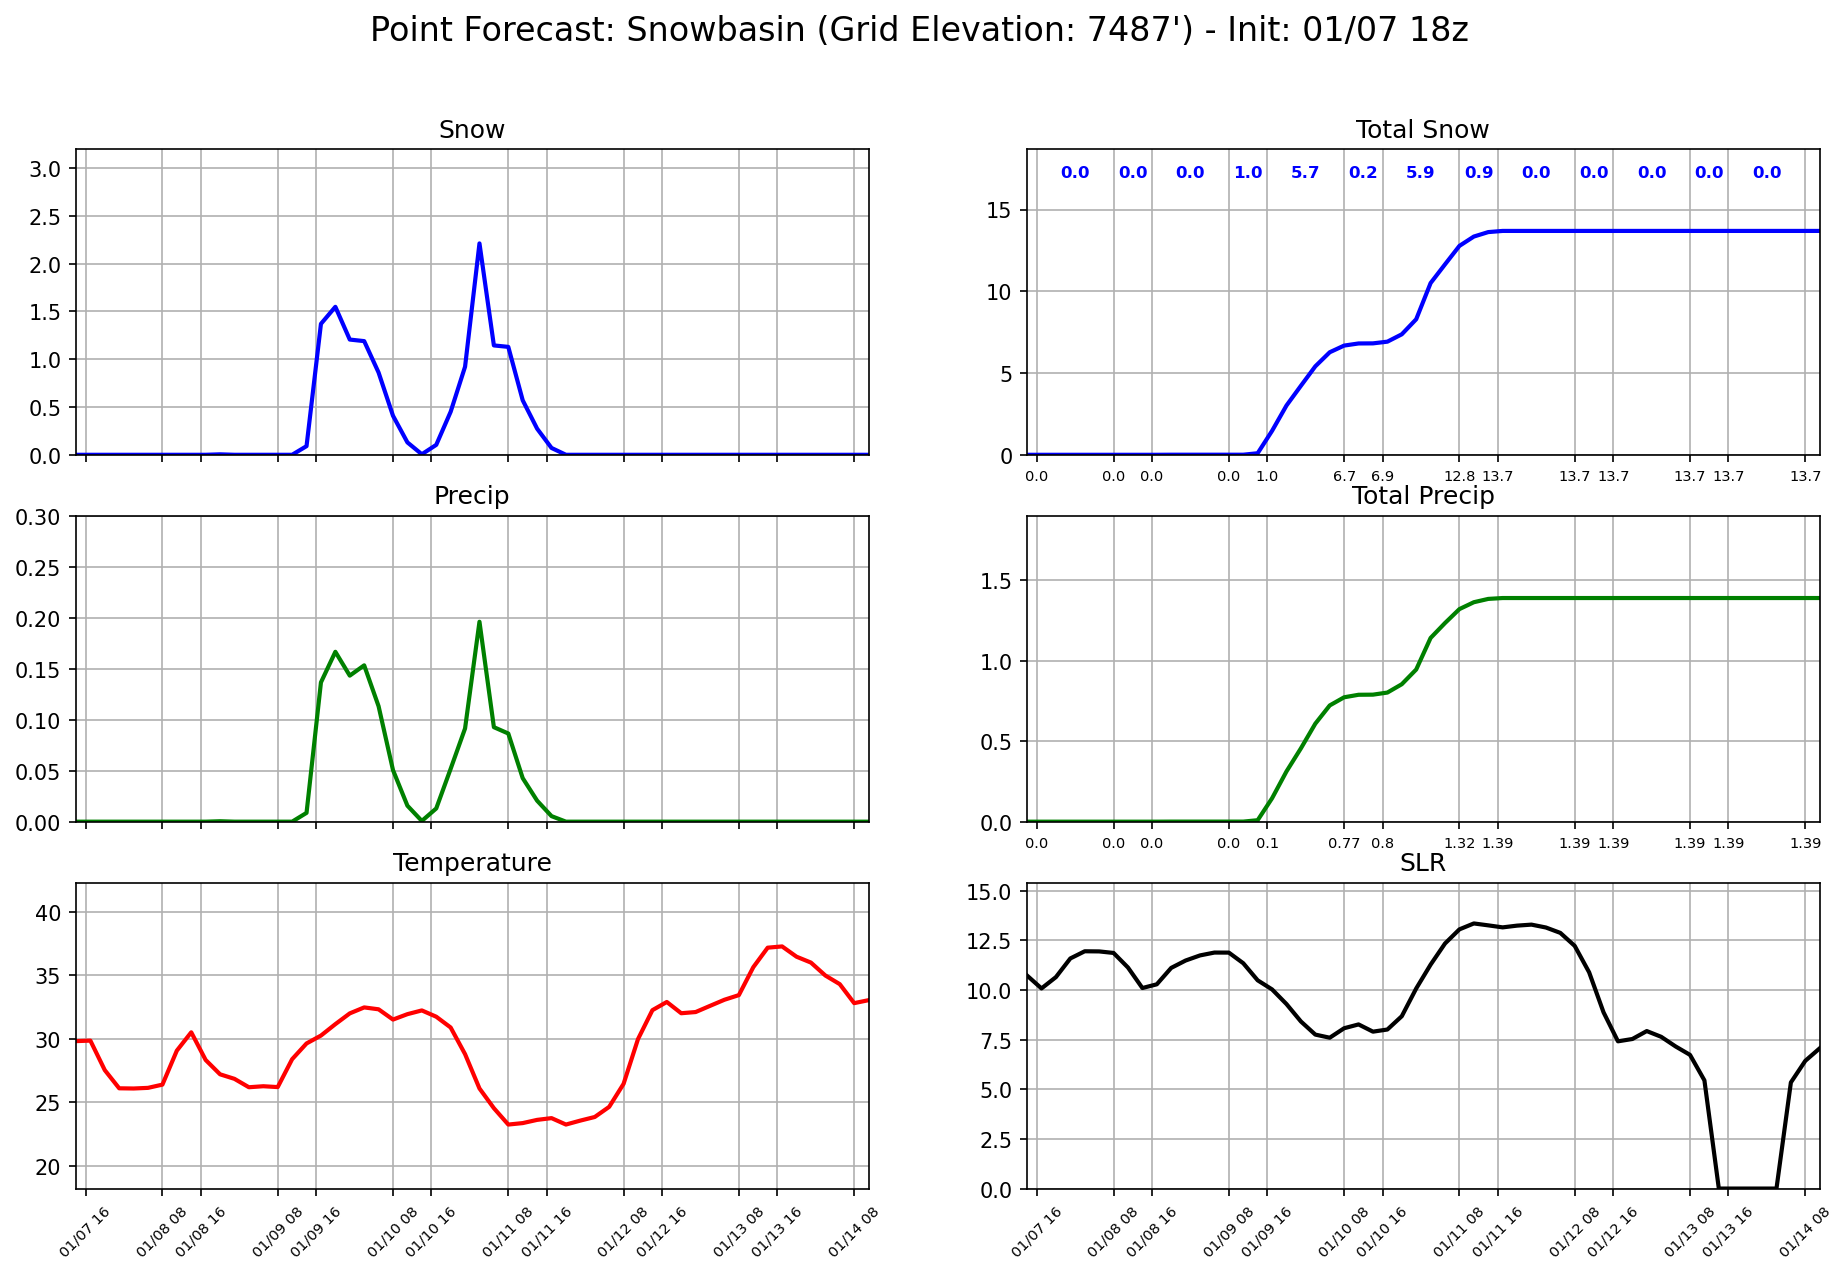 Point Forecast: Snowbasin (Grid Elevation: 7487') - Init: 01/07 18z
Snow
3.0
2.5
2.0
1.5
1.0
0.5
0.0
Total Snow
0.0 0.0 0.0 1.0 5.7 0.2 5.9 0.9 0.0 0.0 0.0 0.0 0.0
15
10
5
0
0.0 0.0 0.0 0.0 1.0 6.7 6.9 12.8 13.7 13.7 13.7 13.7 13.7 13.7
Precip
0.30
0.25
0.20
0.15
0.10
0.05
0.00
Total Precip
1.5
1.0
0.5
0.0
0.0 0.0 0.0 0.0 0.1 0.77 0.8 1.32 1.39 1.39 1.39 1.39 1.39 1.39
Temperature
40
35
30
25
20
01/07 16 01/08 08 01/08 16 01/09 08 01/09 16 01/10 08 01/10 16 01/11 08 01/11 16 01/12 08 01/12 16 01/13 08 01/13 16 01/14 08
SLR
15.0
12.5
10.0
7.5
5.0
2.5
0.0
01/07 16 01/08 08 01/08 16 01/09 08 01/09 16 01/10 08 01/10 16 01/11 08 01/11 16 01/12 08 01/12 16 01/13 08 01/13 16 01/14 08